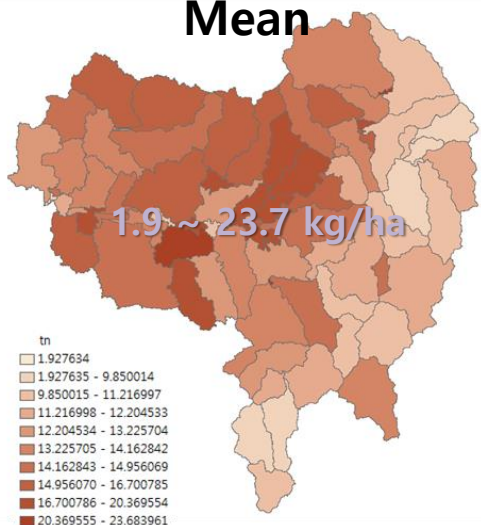 Mean
1.9 ~ 23.7 kg/ha
tn
1.927634
1.927635 - 9.850014
9.850015 - 11.216997
11.216998 - 12.204533
12.204534 - 13.225704
13.225705 - 14.162842
14.162843 - 14.956069
14.956070 - 16.700785
16.700786 - 20.369554
20.369555 - 23.683961